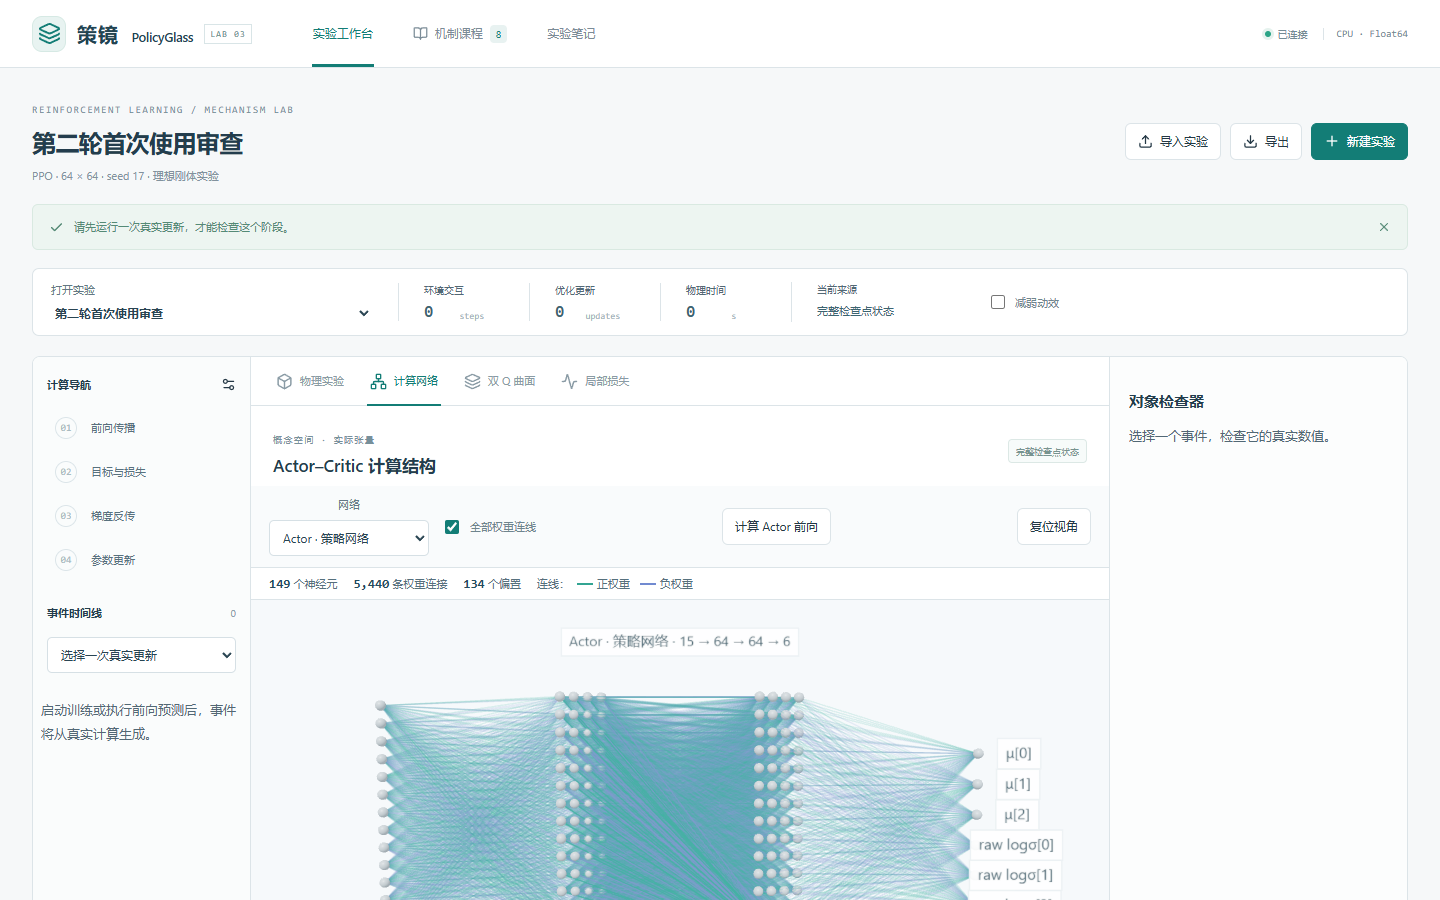 策镜 PolicyGlass LAB 03
实验工作台
机制课程 8
实验笔记
已连接
CPU · Float64
REINFORCEMENT LEARNING / MECHANISM LAB
第二轮首次使用审查
PPO · 64 × 64 · seed 17 · 理想刚体实验
导入实验
导出
新建实验
请先运行一次真实更新，才能检查这个阶段。
打开实验
第二轮首次使用审查
环境交互
0 steps
优化更新
0 updates
物理时间
0 s
当前来源
完整检查点状态
减弱动效
计算导航
01 前向传播
02 目标与损失
03 梯度反传
04 参数更新
事件时间线 0
选择一次真实更新
启动训练或执行前向预测后，事件
将从真实计算生成。
物理实验
计算网络
双 Q 曲面
局部损失
概念空间 · 实际张量
Actor–Critic 计算结构
完整检查点状态
网络
Actor · 策略网络
全部权重连线
计算 Actor 前向
复位视角
149 个神经元 5,440 条权重连接 134 个偏置 连线： 正权重 负权重
Actor · 策略网络 · 15 → 64 → 64 → 6
μ[0]
μ[1]
μ[2]
raw logσ[0]
raw logσ[1]
对象检查器
选择一个事件，检查它的真实数值。